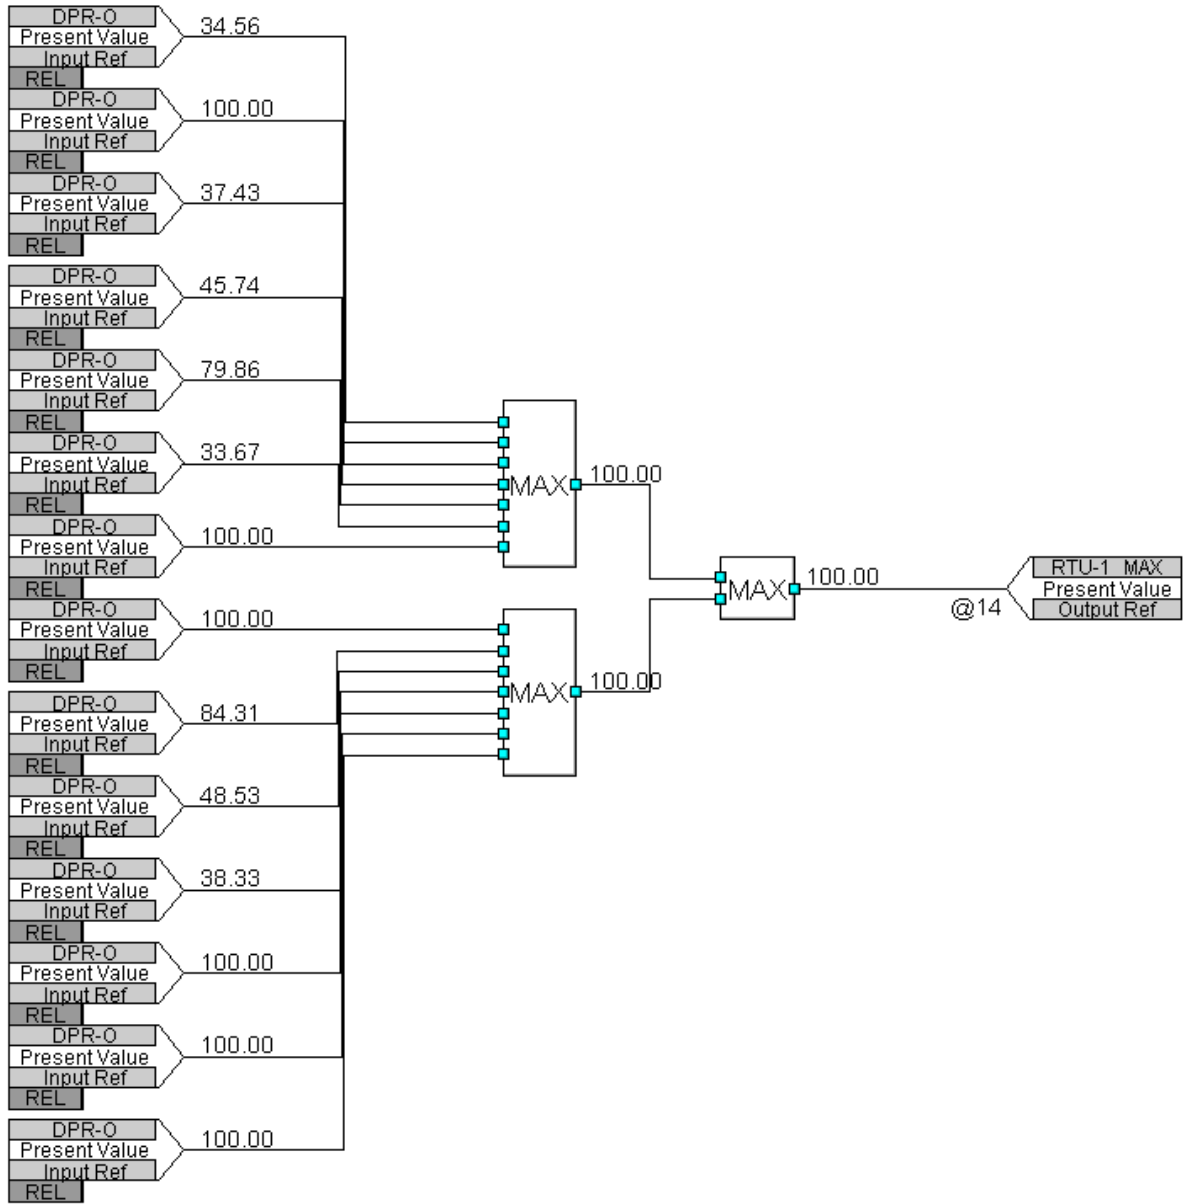 DPR-O
Present Value
Input Ref
REL
34.56
DPR-O
Present Value
Input Ref
REL
100.00
DPR-O
Present Value
Input Ref
REL
37.43
DPR-O
Present Value
Input Ref
REL
45.74
DPR-O
Present Value
Input Ref
REL
79.86
DPR-O
Present Value
Input Ref
REL
33.67
DPR-O
Present Value
Input Ref
REL
100.00
DPR-O
Present Value
Input Ref
REL
100.00
DPR-O
Present Value
Input Ref
REL
84.31
DPR-O
Present Value
Input Ref
REL
48.53
DPR-O
Present Value
Input Ref
REL
38.33
DPR-O
Present Value
Input Ref
REL
100.00
DPR-O
Present Value
Input Ref
REL
100.00
DPR-O
Present Value
Input Ref
REL
100.00
MAX
100.00
MAX
100.00
MAX
100.00
@14
RTU-1 MAX
Present Value
Output Ref